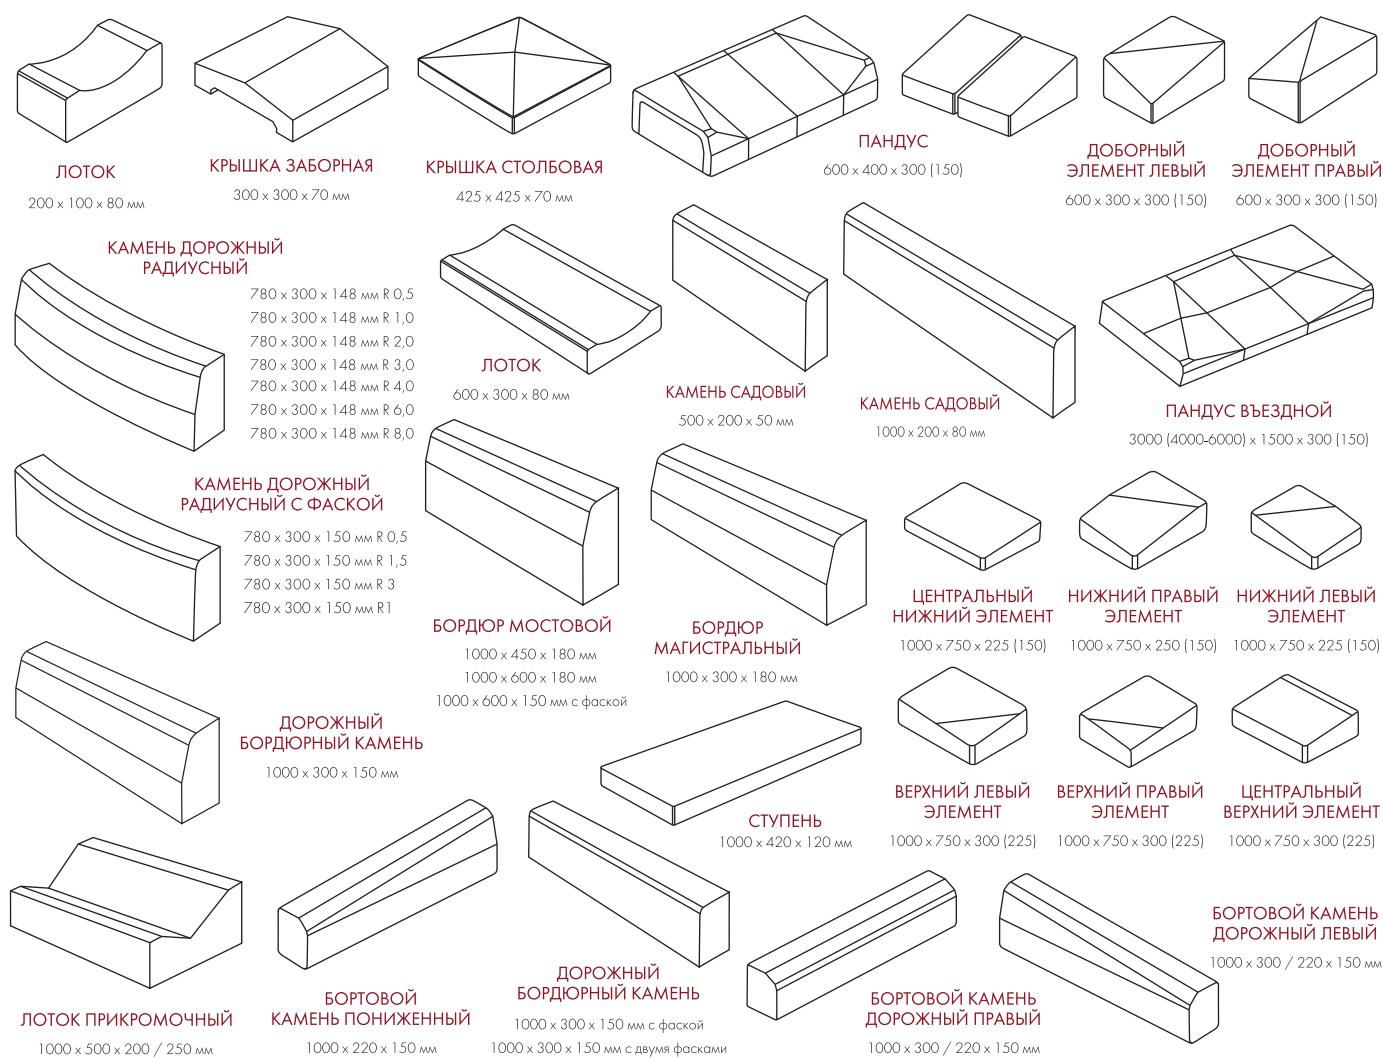 ЛОТОК
200 x 100 x 80 мм
КРЫШКА ЗАБОРНАЯ
300 x 300 x 70 мм
КРЫШКА СТОЛБОВАЯ
425 x 425 x 70 мм
ПАНДУС
600 x 400 x 300 (150)
ДОБОРНЫЙ
ЭЛЕМЕНТ ЛЕВЫЙ
600 x 300 x 300 (150)
ДОБОРНЫЙ
ЭЛЕМЕНТ ПРАВЫЙ
600 x 300 x 300 (150)
КАМЕНЬ ДОРОЖНЫЙ
РАДИУСНЫЙ
780 x 300 x 148 мм R 0,5
780 x 300 x 148 мм R 1,0
780 x 300 x 148 мм R 2,0
780 x 300 x 148 мм R 3,0
780 x 300 x 148 мм R 4,0
780 x 300 x 148 мм R 6,0
780 x 300 x 148 мм R 8,0
ЛОТОК
600 x 300 x 80 мм
КАМЕНЬ САДОВЫЙ
500 x 200 x 50 мм
КАМЕНЬ САДОВЫЙ
1000 x 200 x 80 мм
ПАНДУС ВЪЕЗДНОЙ
3000 (4000-6000) x 1500 x 300 (150)
КАМЕНЬ ДОРОЖНЫЙ
РАДИУСНЫЙ С ФАСКОЙ
780 x 300 x 150 мм R 0,5
780 x 300 x 150 мм R 1,5
780 x 300 x 150 мм R 3
780 x 300 x 150 мм R1
БОРДЮР МОСТОВОЙ
1000 x 450 x 180 мм
1000 x 600 x 180 мм
1000 x 600 x 150 мм с фаской
БОРДЮР
МАГИСТРАЛЬНЫЙ
1000 x 300 x 180 мм
ЦЕНТРАЛЬНЫЙ
НИЖНИЙ ЭЛЕМЕНТ
1000 x 750 x 225 (150)
НИЖНИЙ ПРАВЫЙ
ЭЛЕМЕНТ
1000 x 750 x 250 (150)
НИЖНИЙ ЛЕВЫЙ
ЭЛЕМЕНТ
1000 x 750 x 225 (150)
ДОРОЖНЫЙ
БОРДЮРНЫЙ КАМЕНЬ
1000 x 300 x 150 мм
СТУПЕНЬ
1000 x 420 x 120 мм
ВЕРХНИЙ ЛЕВЫЙ
ЭЛЕМЕНТ
1000 x 750 x 300 (225)
ВЕРХНИЙ ПРАВЫЙ
ЭЛЕМЕНТ
1000 x 750 x 300 (225)
ЦЕНТРАЛЬНЫЙ
ВЕРХНИЙ ЭЛЕМЕНТ
1000 x 750 x 300 (225)
ЛОТОК ПРИКРОМОЧНЫЙ
1000 x 500 x 200 / 250 мм
БОРТОВОЙ
КАМЕНЬ ПОНИЖЕННЫЙ
1000 x 220 x 150 мм
ДОРОЖНЫЙ
БОРДЮРНЫЙ КАМЕНЬ
1000 x 300 x 150 мм с фаской
1000 x 300 x 150 мм с двумя фасками
БОРТОВОЙ КАМЕНЬ
ДОРОЖНЫЙ ПРАВЫЙ
1000 x 300 / 220 x 150 мм
БОРТОВОЙ КАМЕНЬ
ДОРОЖНЫЙ ЛЕВЫЙ
1000 x 300 / 220 x 150 мм